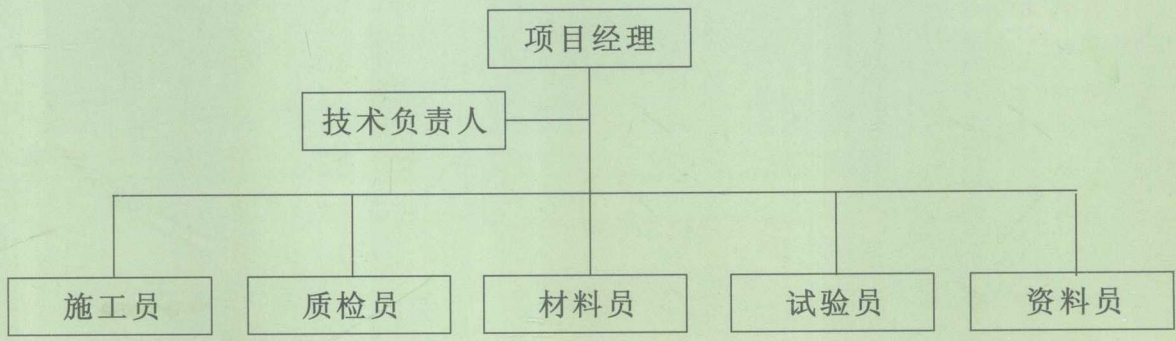 项目经理
技术负责人
施工员
质检员
材料员
试验员
资料员